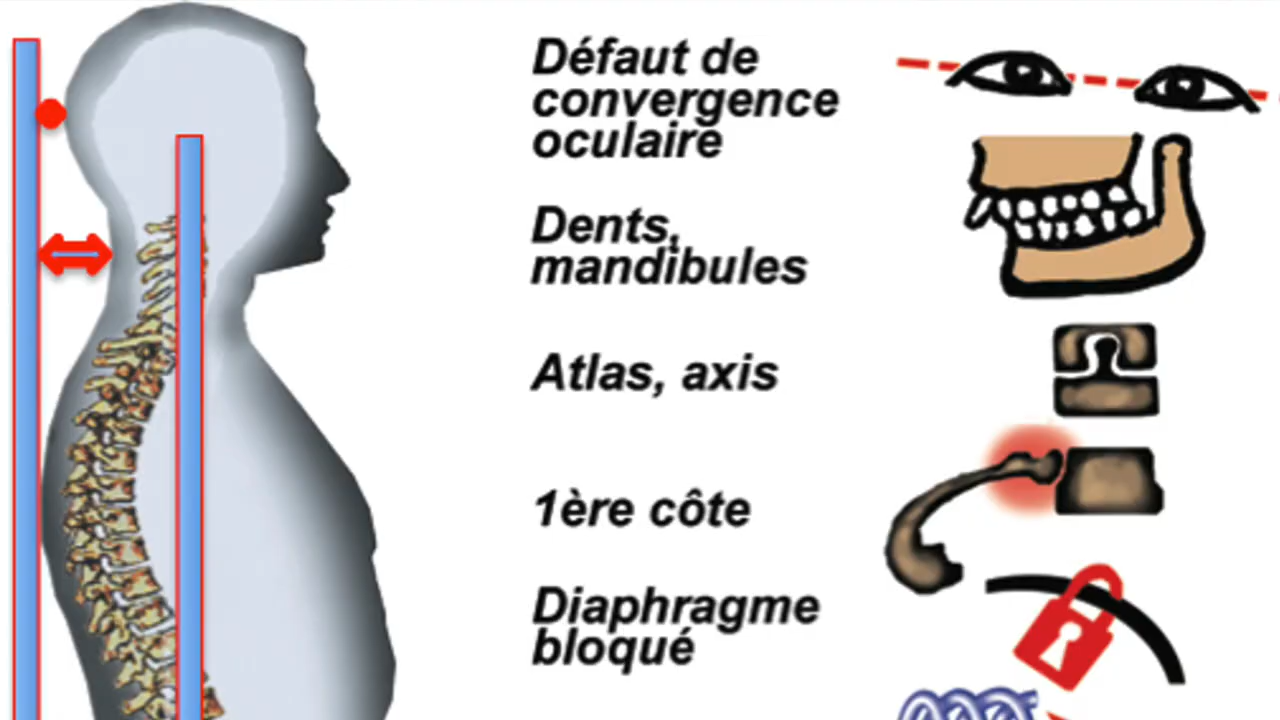 Défaut de
convergence
oculaire
Dents,
mandibules
Atlas, axis
1ère côte
Diaphragme
bloqué